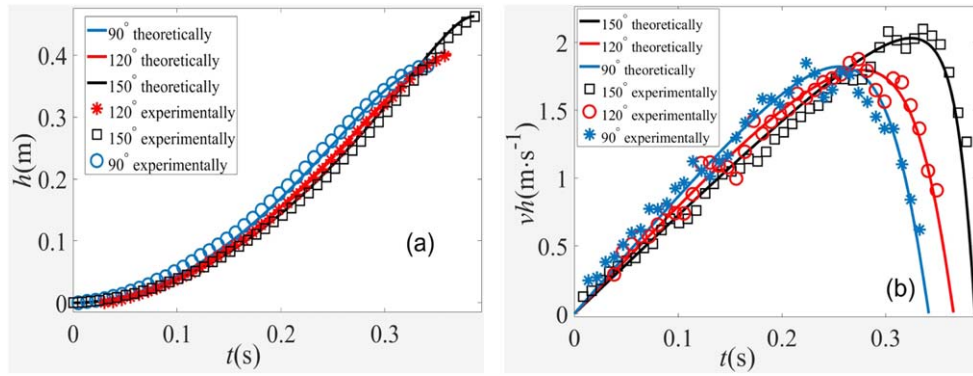 90° theoretically
120° theoretically
150° theoretically
120° experimentally
150° experimentally
90° experimentally
h(m)
0.4
0.3
0.2
0.1
0
0 0.1 0.2 0.3
t(s)
(a)
150° theoretically
120° theoretically
90° theoretically
150° experimentally
120° experimentally
90° experimentally
vh(m·s⁻¹)
2
1.5
1
0.5
0
0 0.1 0.2 0.3
t(s)
(b)